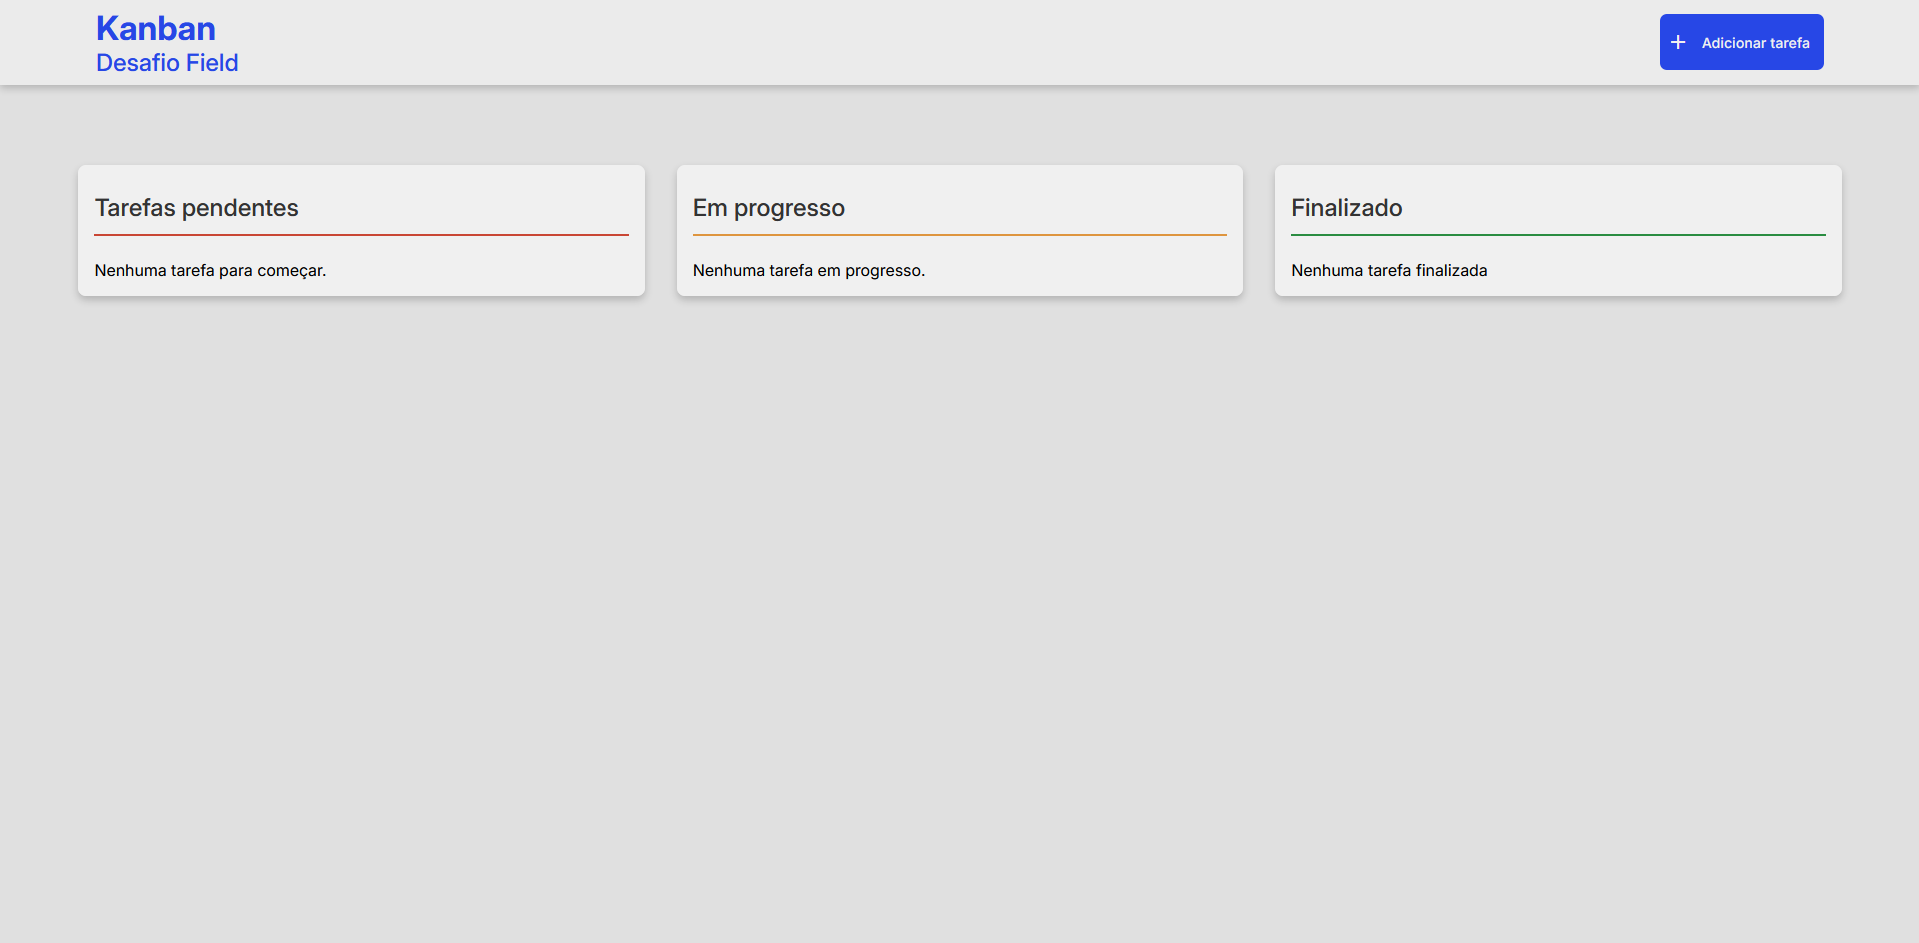 Kanban
Desafio Field
Adicionar tarefa
Tarefas pendentes
Nenhuma tarefa para começar.
Em progresso
Nenhuma tarefa em progresso.
Finalizado
Nenhuma tarefa finalizada